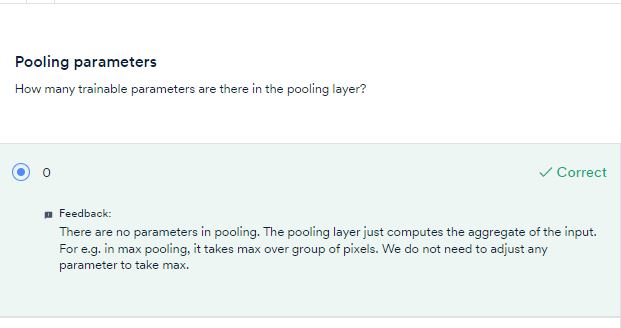 Pooling parameters
How many trainable parameters are there in the pooling layer?
0
Correct
Feedback:
There are no parameters in pooling. The pooling layer just computes the aggregate of the input.
For e.g. in max pooling, it takes max over group of pixels. We do not need to adjust any
parameter to take max.